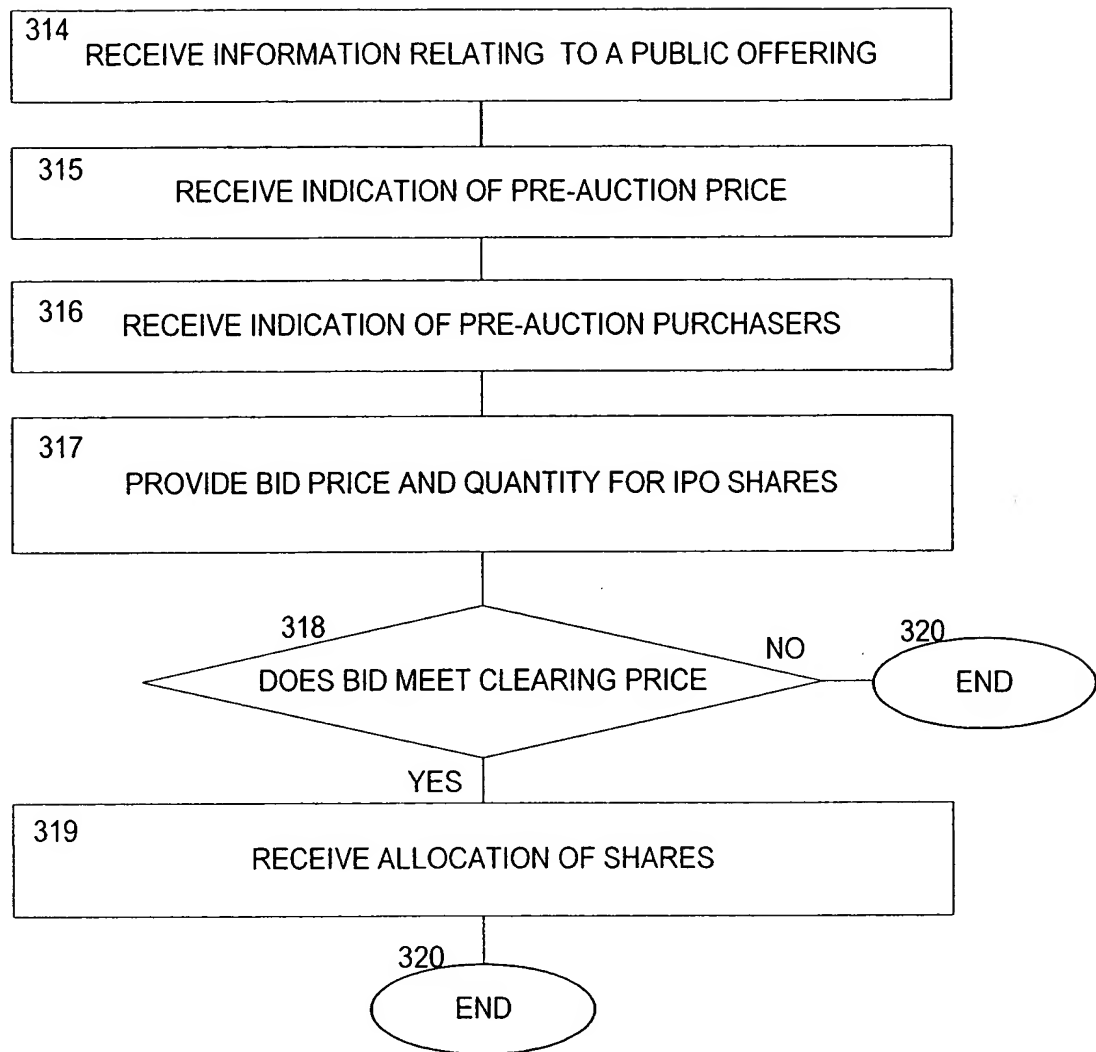 314
RECEIVE INFORMATION RELATING TO A PUBLIC OFFERING
315
RECEIVE INDICATION OF PRE-AUCTION PRICE
316
RECEIVE INDICATION OF PRE-AUCTION PURCHASERS
317
PROVIDE BID PRICE AND QUANTITY FOR IPO SHARES
318
DOES BID MEET CLEARING PRICE
NO
320
END
YES
319
RECEIVE ALLOCATION OF SHARES
320
END